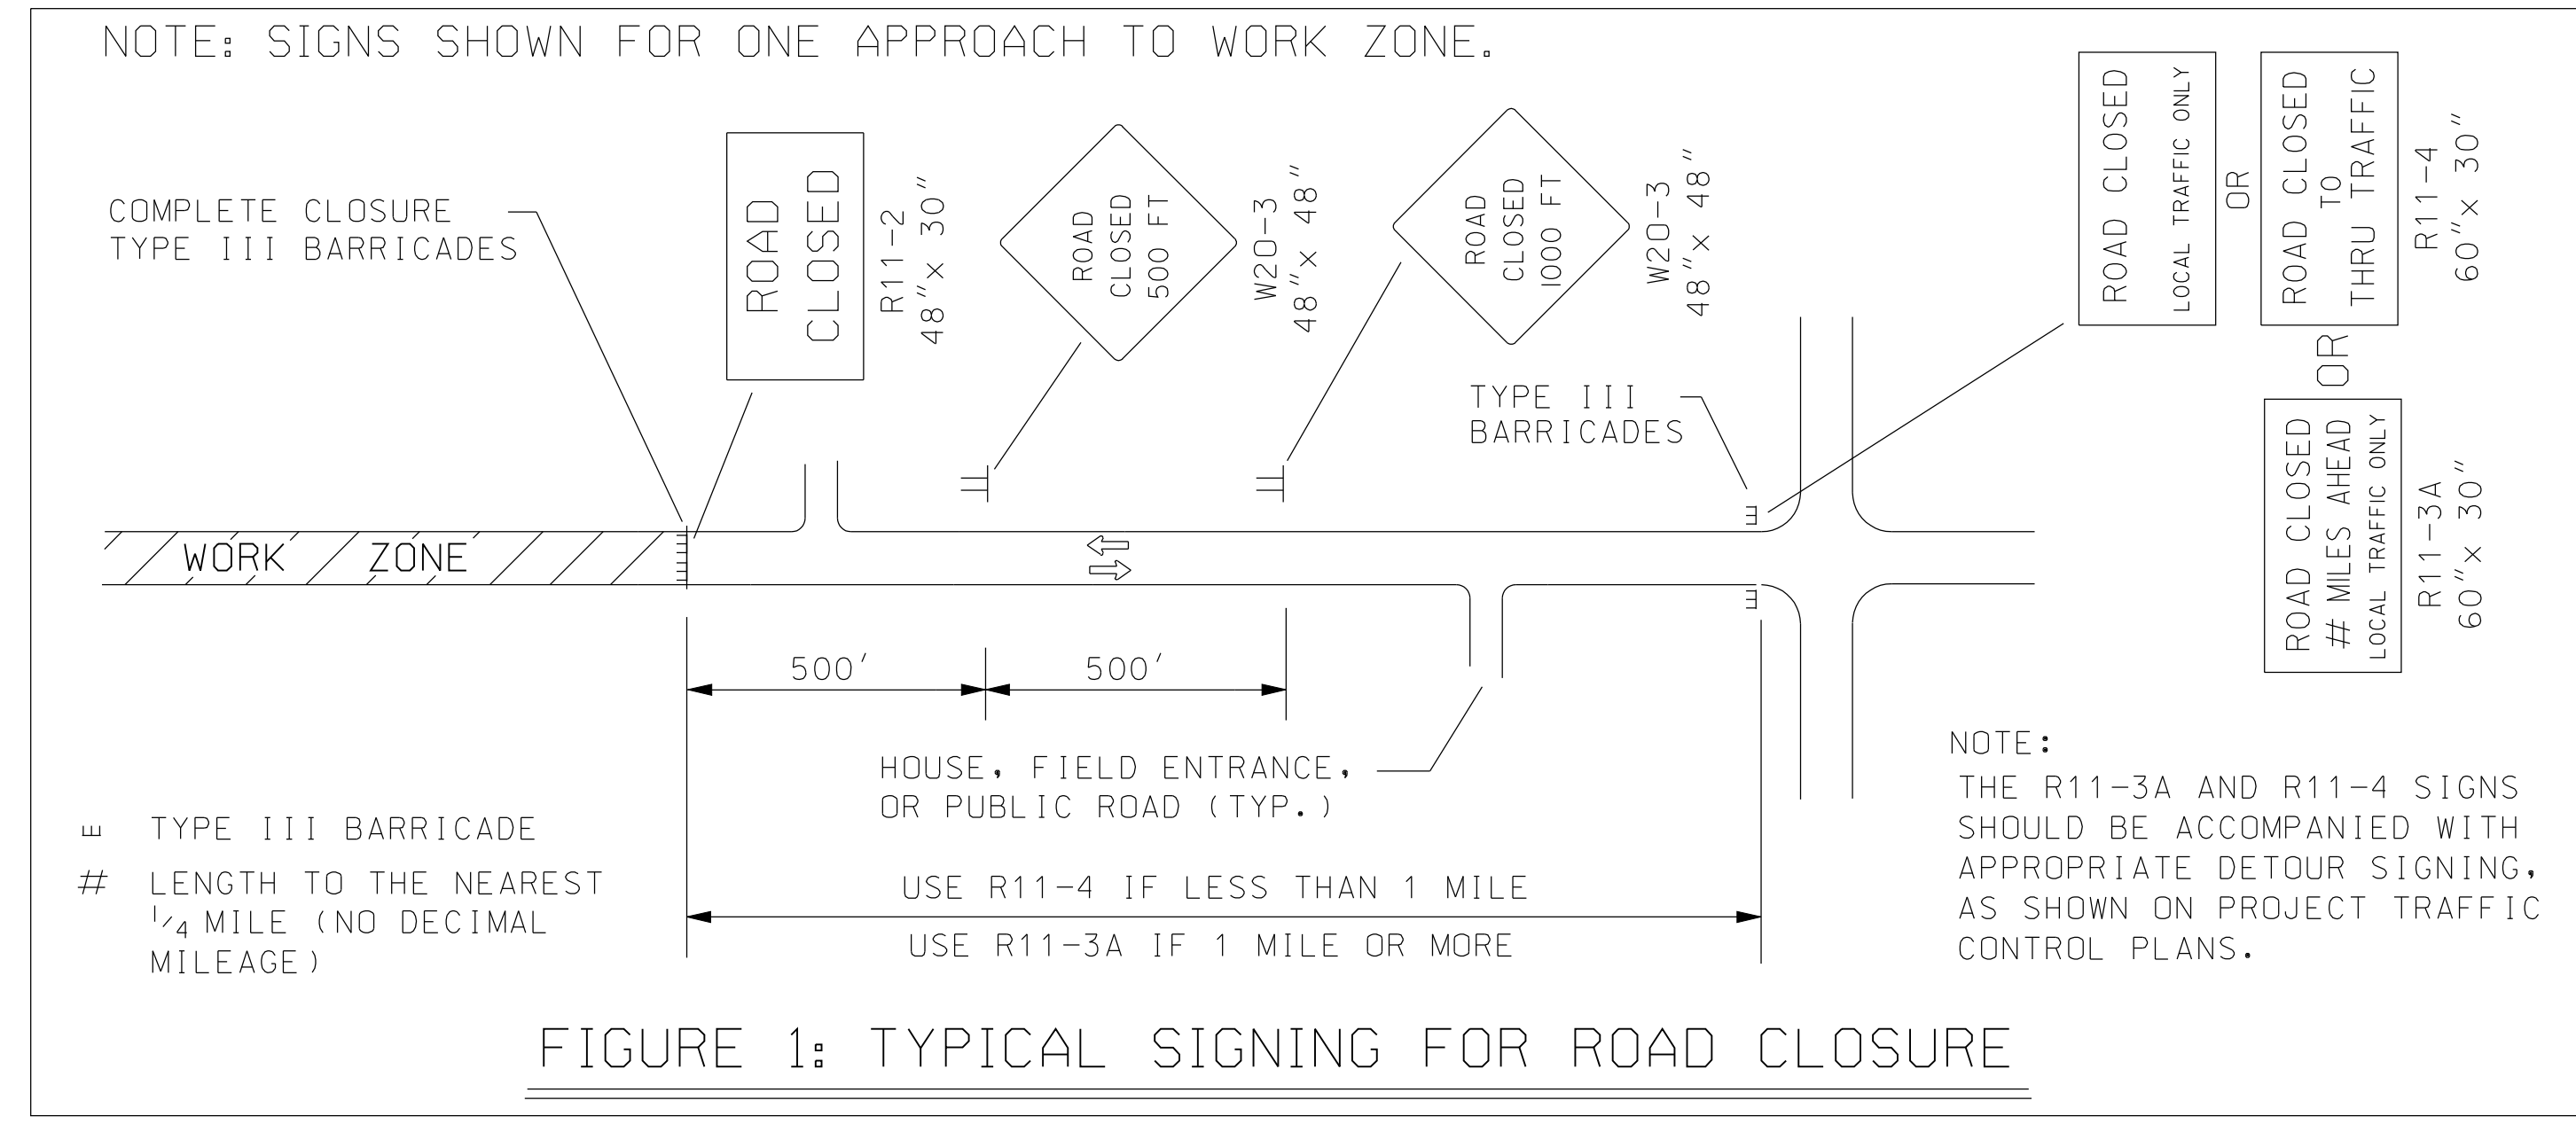 NOTE: SIGNS SHOWN FOR ONE APPROACH TO WORK ZONE.
COMPLETE CLOSURE
TYPE III BARRICADES
ROAD
CLOSED
R11-2
48"x 30"
ROAD
CLOSED
500 FT
W20-3
48"x 48"
ROAD
CLOSED
1000 FT
W20-3
48"x 48"
TYPE III
BARRICADES
ROAD CLOSED
LOCAL TRAFFIC ONLY
OR
ROAD CLOSED
TO
THRU TRAFFIC
R11-4
60"x 30"
OR
ROAD CLOSED
# MILES AHEAD
LOCAL TRAFFIC ONLY
R11-3A
60"x 30"
WORK ZONE
500'
500'
HOUSE, FIELD ENTRANCE,
OR PUBLIC ROAD (TYP.)
USE R11-4 IF LESS THAN 1 MILE
USE R11-3A IF 1 MILE OR MORE
TYPE III BARRICADE
# LENGTH TO THE NEAREST
1/4 MILE (NO DECIMAL
MILEAGE)
NOTE:
THE R11-3A AND R11-4 SIGNS
SHOULD BE ACCOMPANIED WITH
APPROPRIATE DETOUR SIGNING,
AS SHOWN ON PROJECT TRAFFIC
CONTROL PLANS.
FIGURE 1: TYPICAL SIGNING FOR ROAD CLOSURE